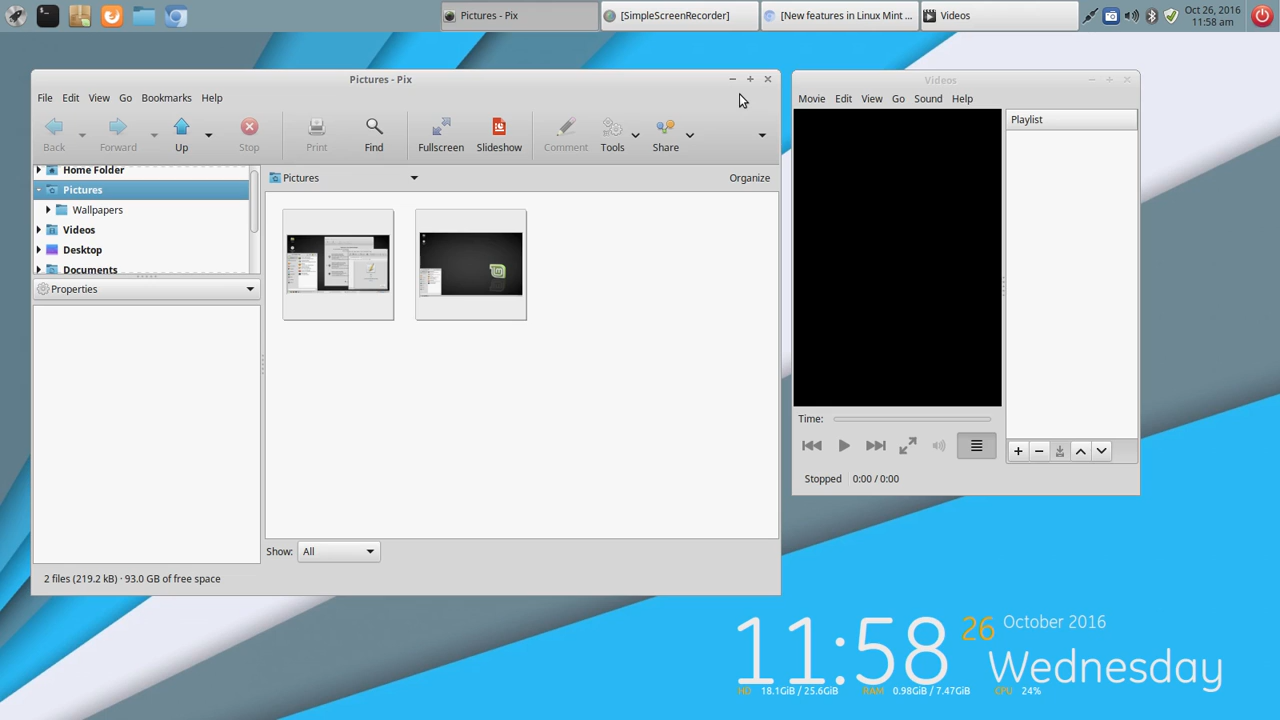 Pictures - Pix
[SimpleScreenRecorder]
[New features in Linux Mint ...
Videos
Oct 26, 2016
11:58 am
Pictures - Pix
File Edit View Go Bookmarks Help
Back Forward Up Stop Print Find Fullscreen Slideshow Comment Tools Share
Home Folder
Pictures
Wallpapers
Videos
Desktop
Documents
Properties
Pictures
Organize
Show: All
2 files (219.2 kB) · 93.0 GB of free space
Videos
Movie Edit View Go Sound Help
Playlist
Time:
Stopped 0:00 / 0:00
11:58
26 October 2016
Wednesday
HD 18.1GiB / 25.6GiB RAM 0.98GiB / 7.47GiB CPU 24%